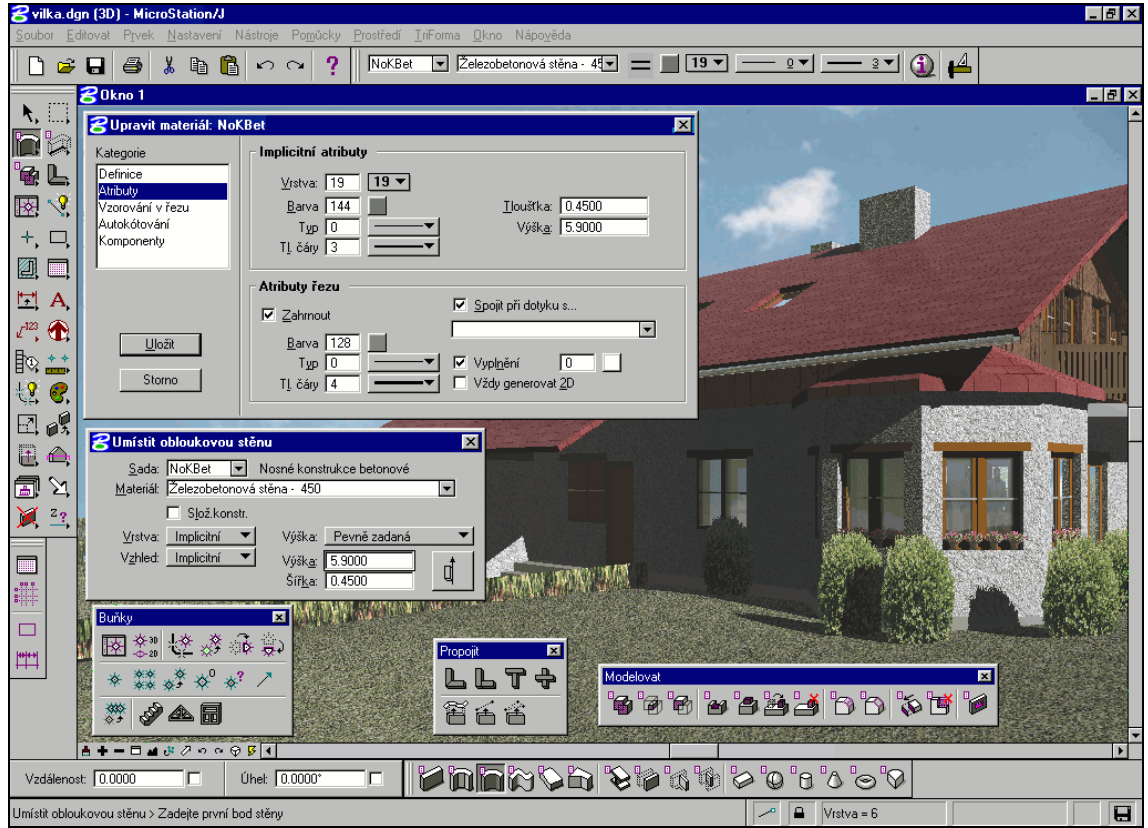 vilka.dgn (3D) - MicroStation/J
Soubor Editovat Prvek Nastavení Nástroje Pomůcky Prostředí TriForma Okno Nápověda
NoKBet Železobetonová stěna - 45 19 0 3
Okno 1
Upravit materiál: NoKBet
Kategorie
Definice
Atributy
Vzorování v řezu
Autokótování
Komponenty
Uložit
Storno
Implicitní atributy
Vrstva: 19 19
Barva 144 Tloušťka: 0.4500
Typ 0 Výška: 5.9000
Tl. čáry 3
Atributy řezu
Zahrnout Spojit při dotyku s...
Barva 128
Typ 0 Vyplnění 0
Tl. čáry 4 Vždy generovat 2D
Umístit obloukovou stěnu
Sada: NoKBet Nosné konstrukce betonové
Materiál: Železobetonová stěna - 450
Slož.konstr.
Vrstva: Implicitní Výška: Pevně zadaná
Vzhled: Implicitní Výška: 5.9000
Šířka: 0.4500
Buňky
3D
2D
Propojit
Modelovat
Vzdálenost: 0.0000 Úhel: 0.0000°
Umístit obloukovou stěnu > Zadejte první bod stěny Vrstva = 6